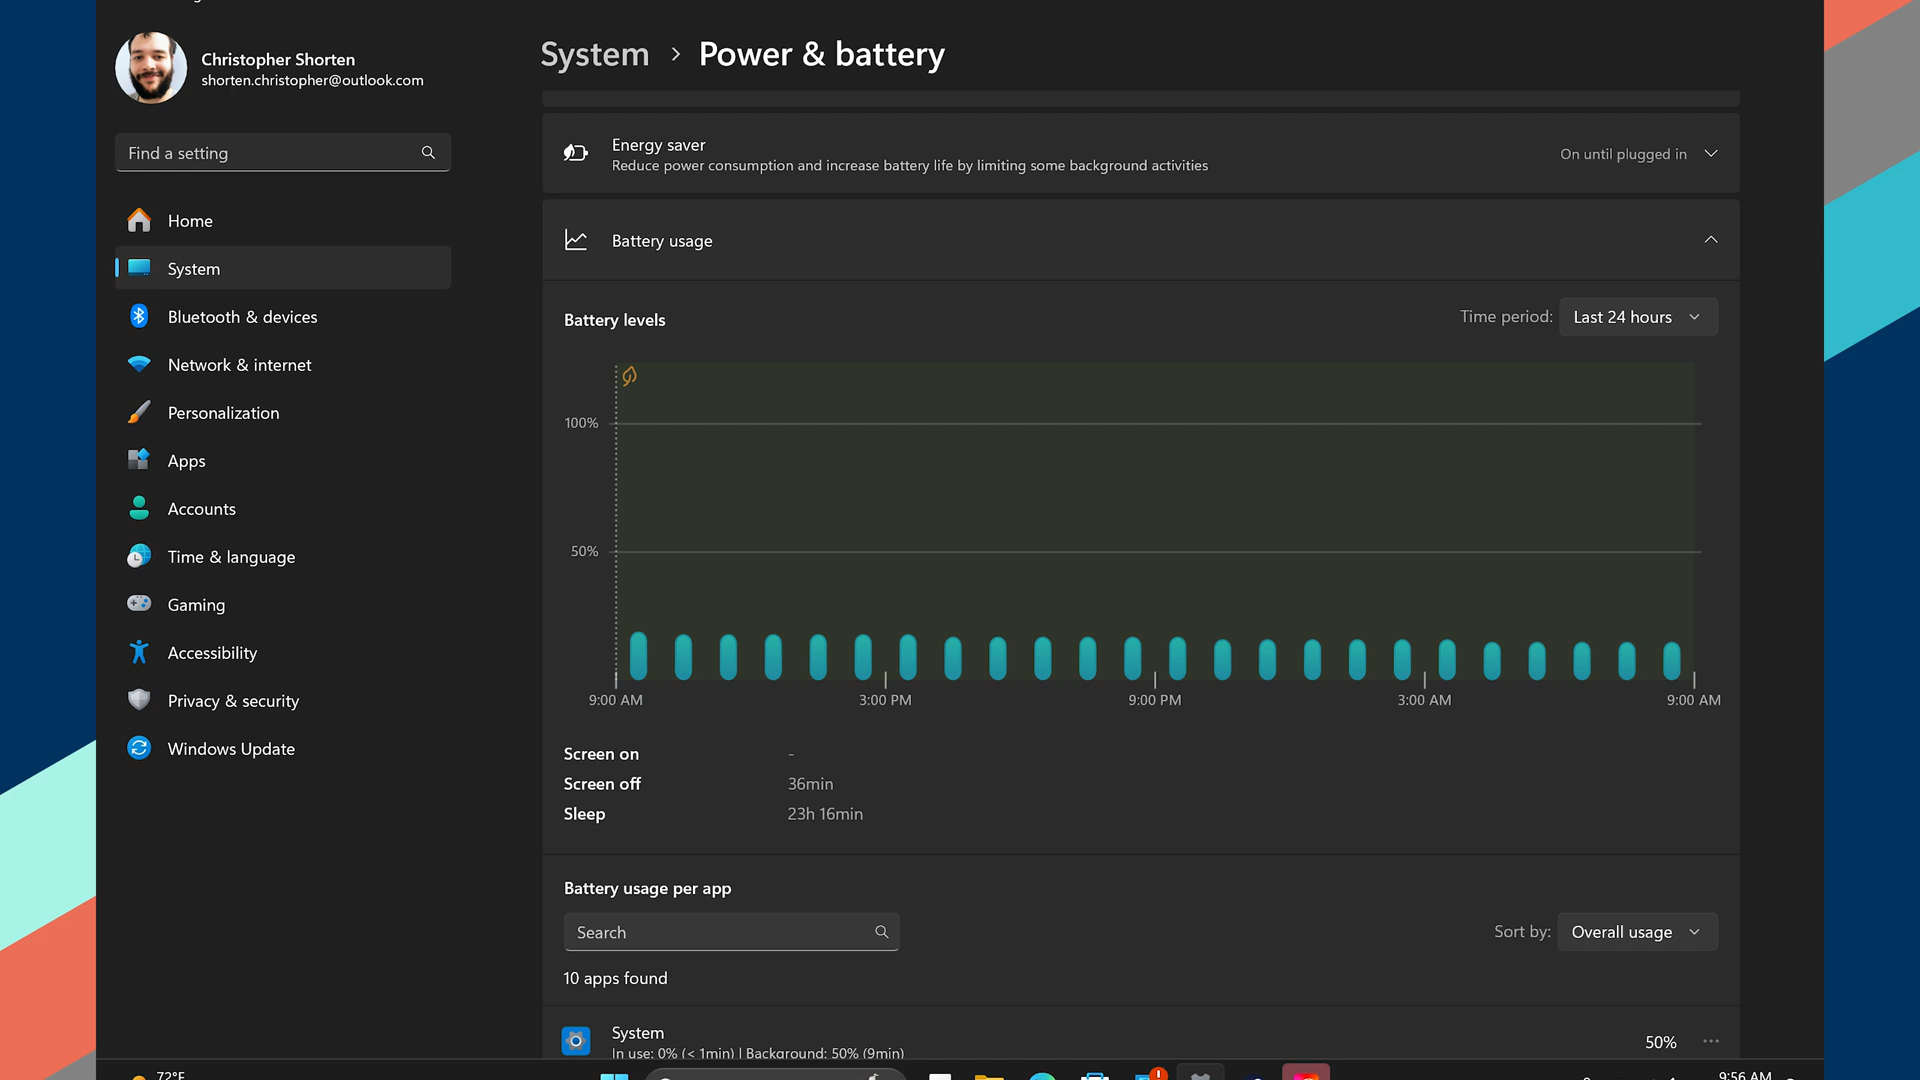 Christopher Shorten
shorten.christopher@outlook.com
Find a setting
Home
System
Bluetooth & devices
Network & internet
Personalization
Apps
Accounts
Time & language
Gaming
Accessibility
Privacy & security
Windows Update
System > Power & battery
Energy saver
Reduce power consumption and increase battery life by limiting some background activities
On until plugged in
Battery usage
Battery levels
Time period: Last 24 hours
100%
50%
9:00 AM 3:00 PM 9:00 PM 3:00 AM 9:00 AM
Screen on -
Screen off 36min
Sleep 23h 16min
Battery usage per app
Search
Sort by: Overall usage
10 apps found
System
In use: 0% (< 1min) | Background: 50% (9min)
50%
72°F
9:56 AM